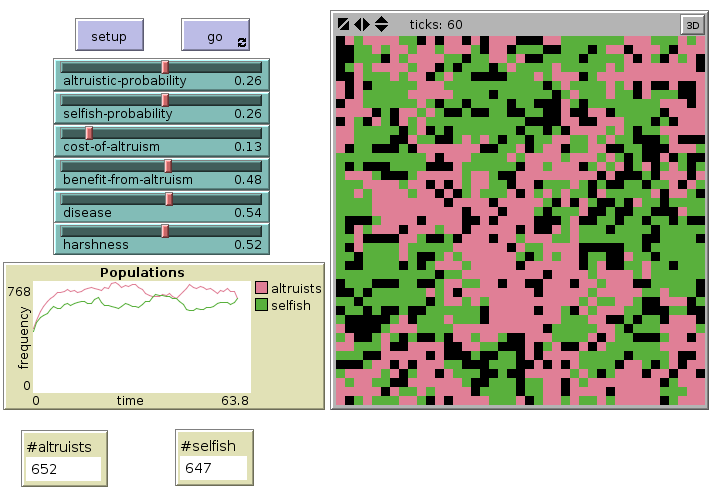 setup
go
altruistic-probability 0.26
selfish-probability 0.26
cost-of-altruism 0.13
benefit-from-altruism 0.48
disease 0.54
harshness 0.52
Populations
768
frequency
0
0 time 63.8
altruists
selfish
#altruists
652
#selfish
647
ticks: 60
3D